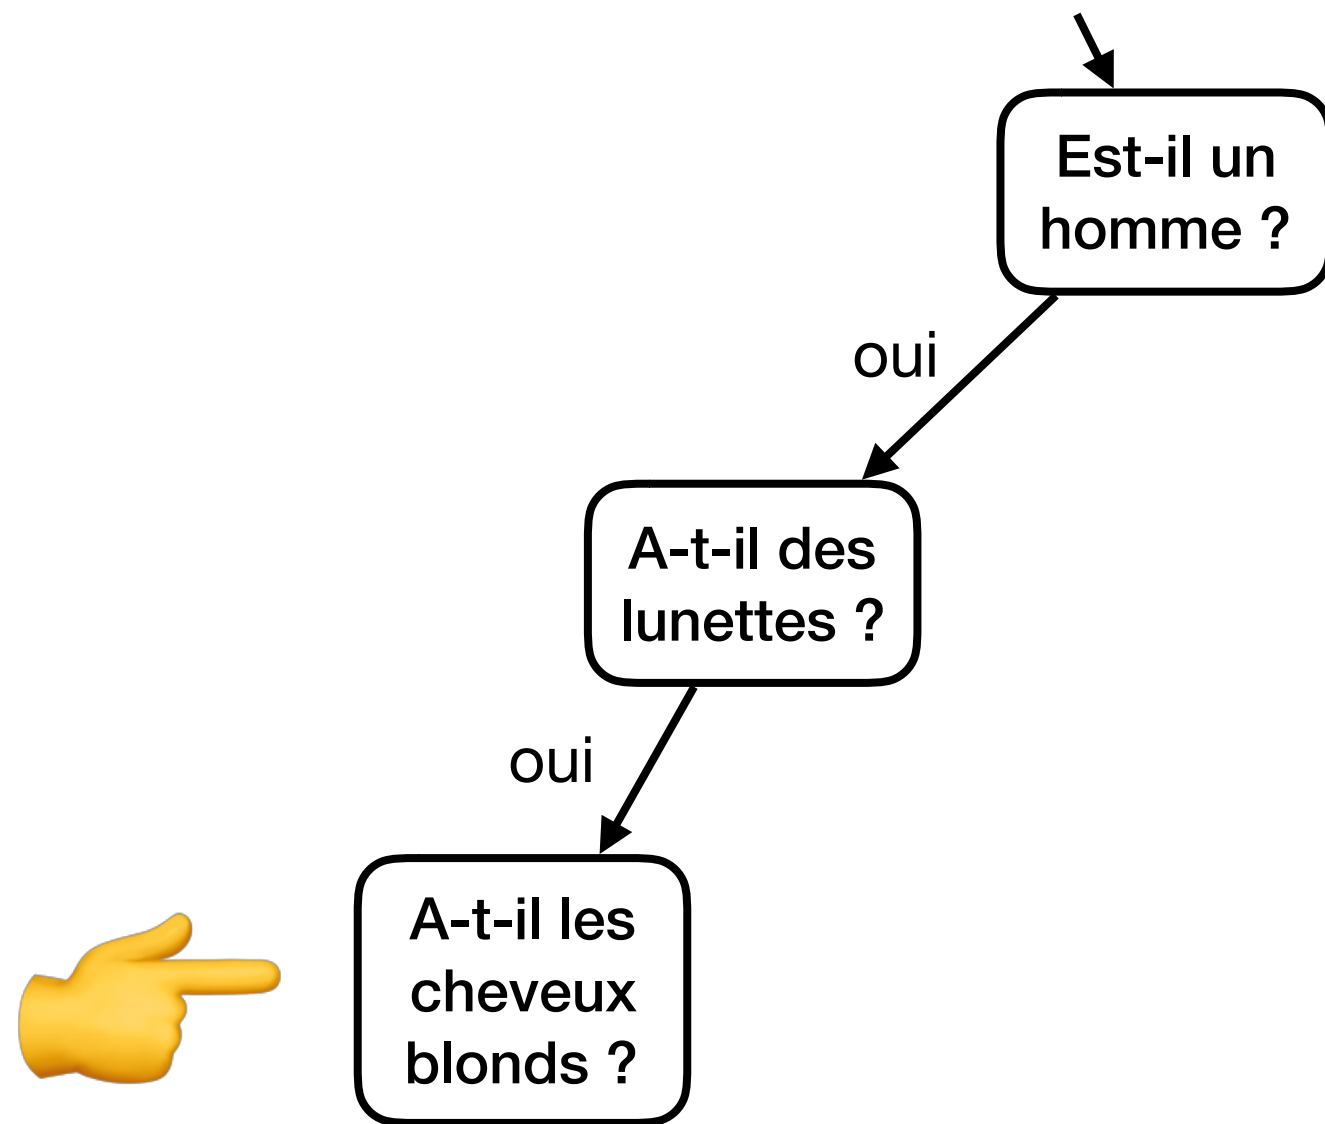 Est-il un
homme ?
oui
A-t-il des
lunettes ?
oui
A-t-il les
cheveux
blonds ?